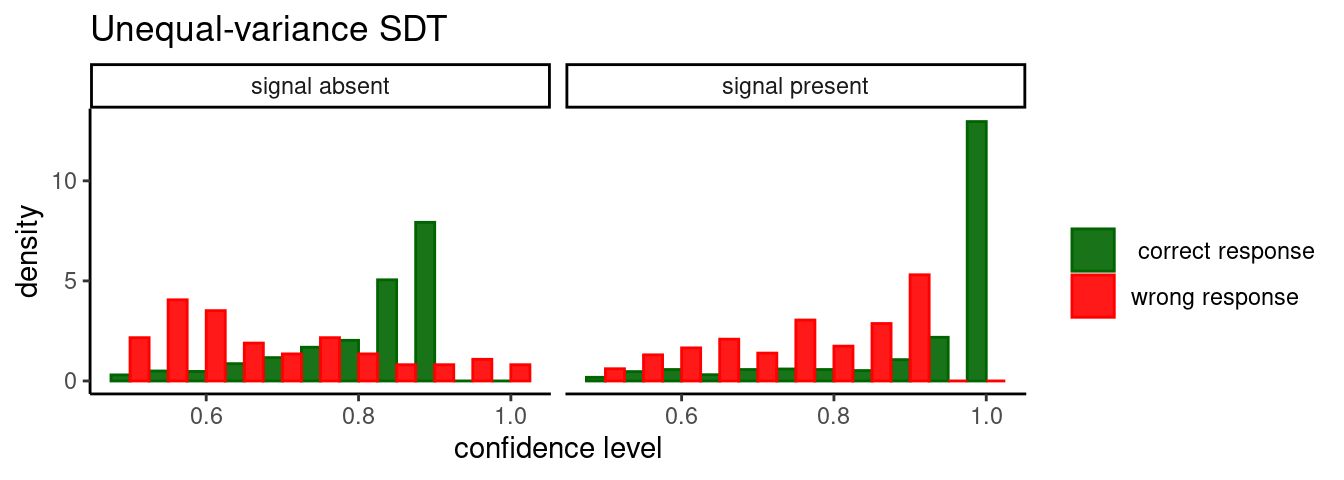 Unequal-variance SDT
signal absent
signal present
10
5
0
density
0.6
0.8
1.0
0.6
0.8
1.0
confidence level
correct response
wrong response